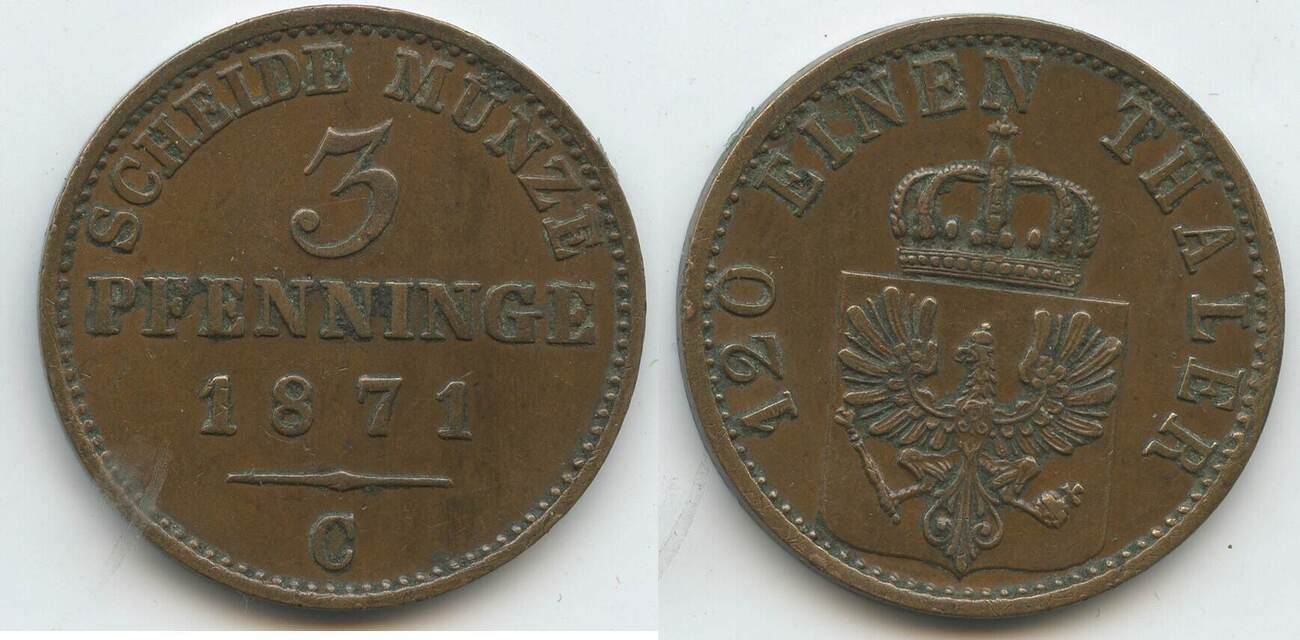 SCHEIDE MÜNZE
3
PFENNINGE
1871
C
120 EINEN THALER